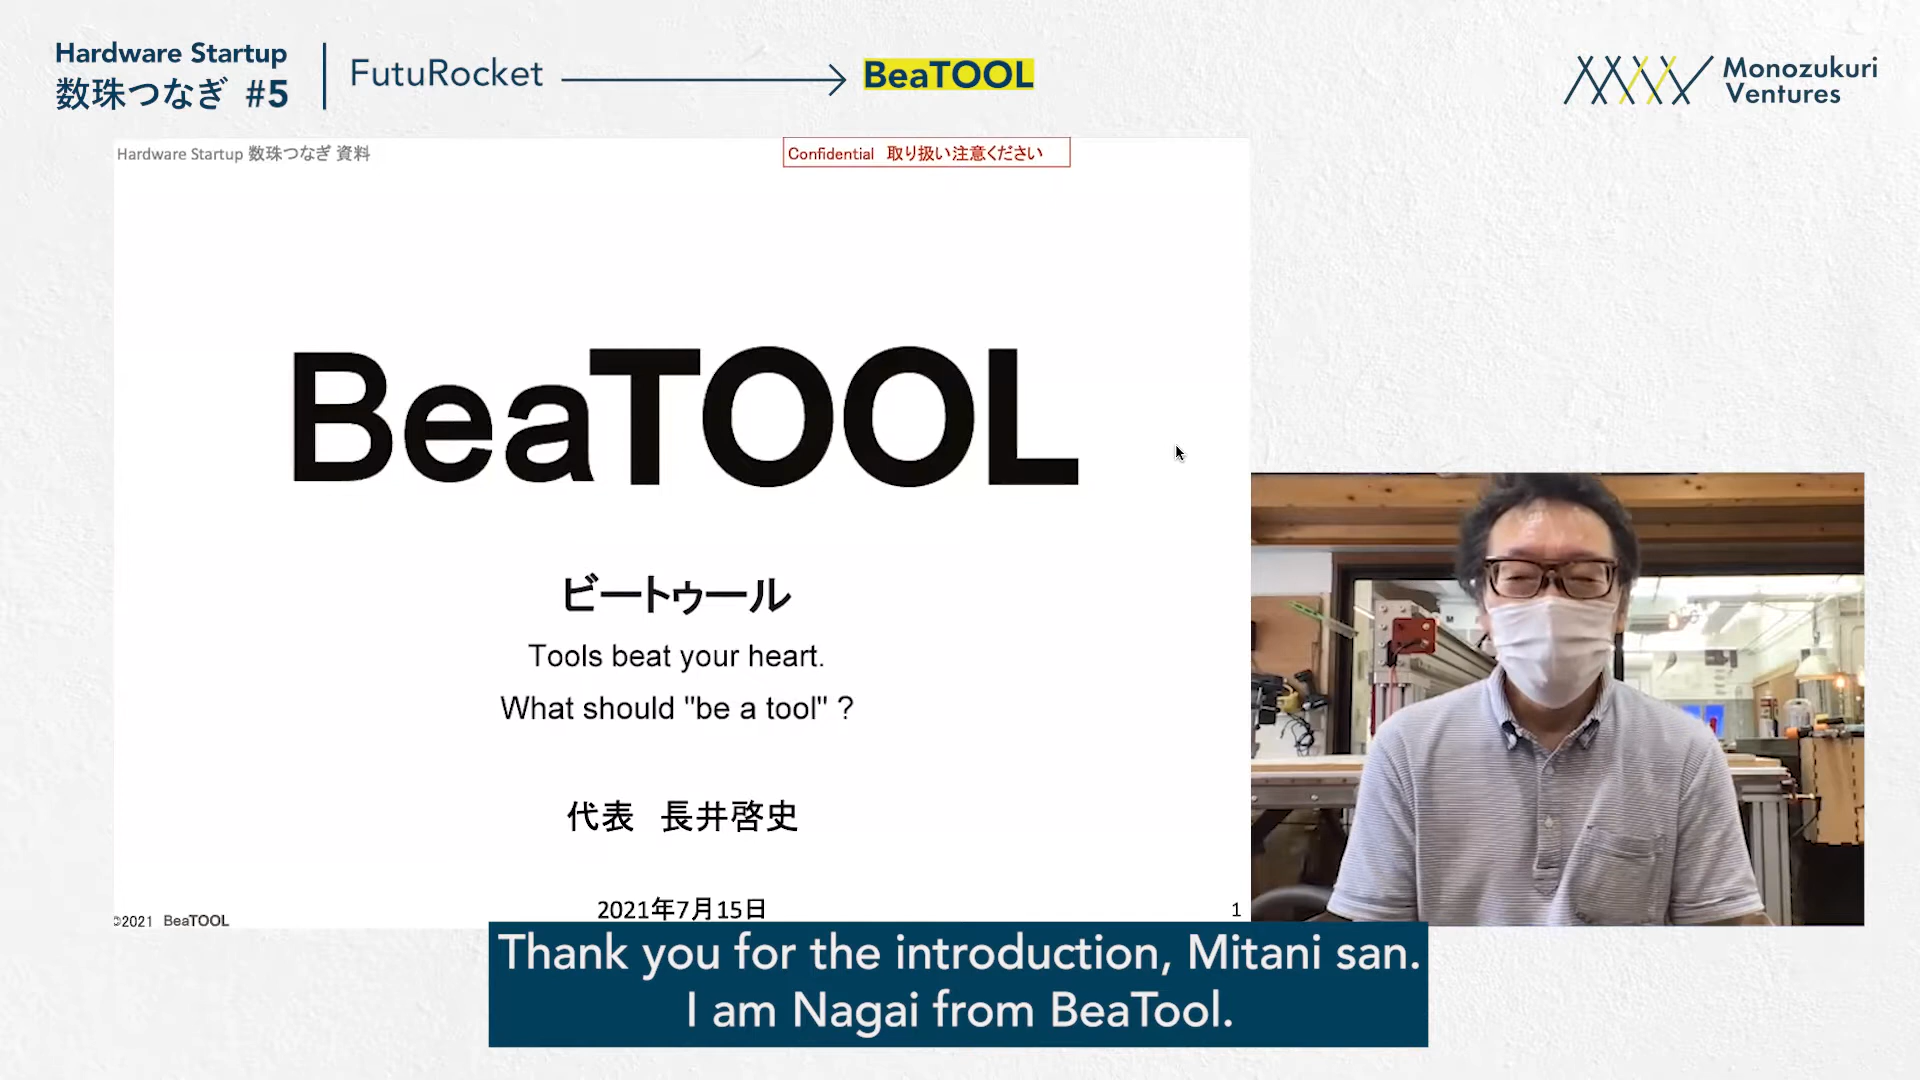 Hardware Startup
数珠つなぎ #5
FutuRocket
BeaTOOL
Monozukuri
Ventures
Hardware Startup 数珠つなぎ 資料
Confidential 取り扱い注意ください
BeaTOOL
ビートゥール
Tools beat your heart.
What should "be a tool" ?
代表 長井啓史
2021年7月15日
©2021 BeaTOOL
1
Thank you for the introduction, Mitani san.
I am Nagai from BeaTool.